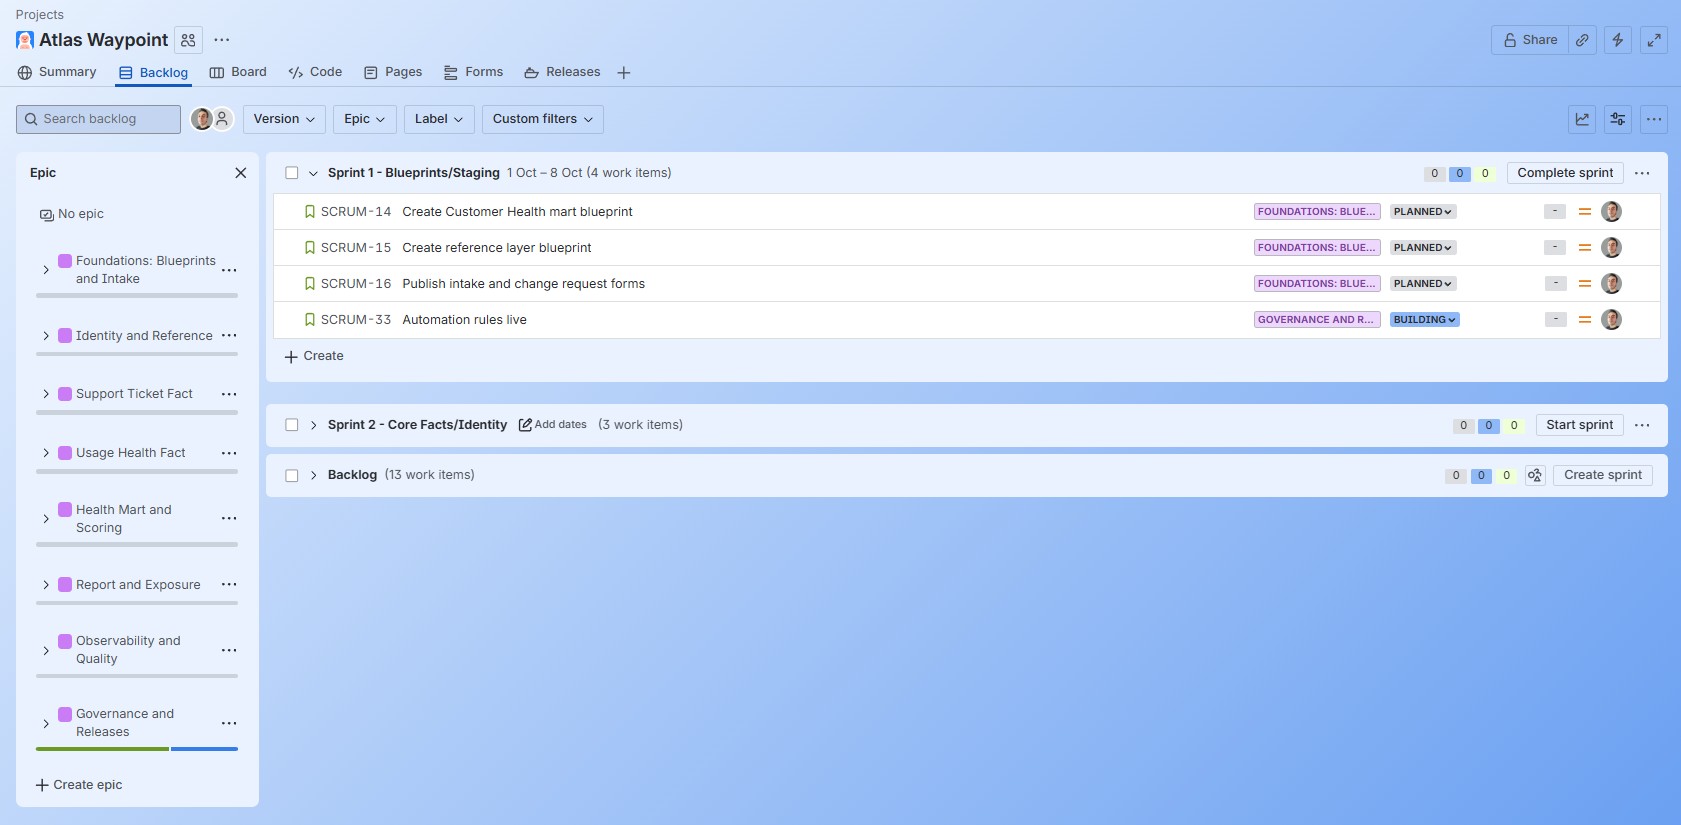 Projects
Atlas Waypoint
Share
Summary Backlog Board Code Pages Forms Releases
Search backlog Version Epic Label Custom filters
Epic
No epic
Foundations: Blueprints
and Intake
Identity and Reference
Support Ticket Fact
Usage Health Fact
Health Mart and
Scoring
Report and Exposure
Observability and
Quality
Governance and
Releases
Create epic
Sprint 1 - Blueprints/Staging 1 Oct – 8 Oct (4 work items) 0 0 0 Complete sprint
SCRUM-14 Create Customer Health mart blueprint FOUNDATIONS: BLUE... PLANNED -
SCRUM-15 Create reference layer blueprint FOUNDATIONS: BLUE... PLANNED -
SCRUM-16 Publish intake and change request forms FOUNDATIONS: BLUE... PLANNED -
SCRUM-33 Automation rules live GOVERNANCE AND R... BUILDING -
Create
Sprint 2 - Core Facts/Identity Add dates (3 work items) 0 0 0 Start sprint
Backlog (13 work items) 0 0 0 Create sprint